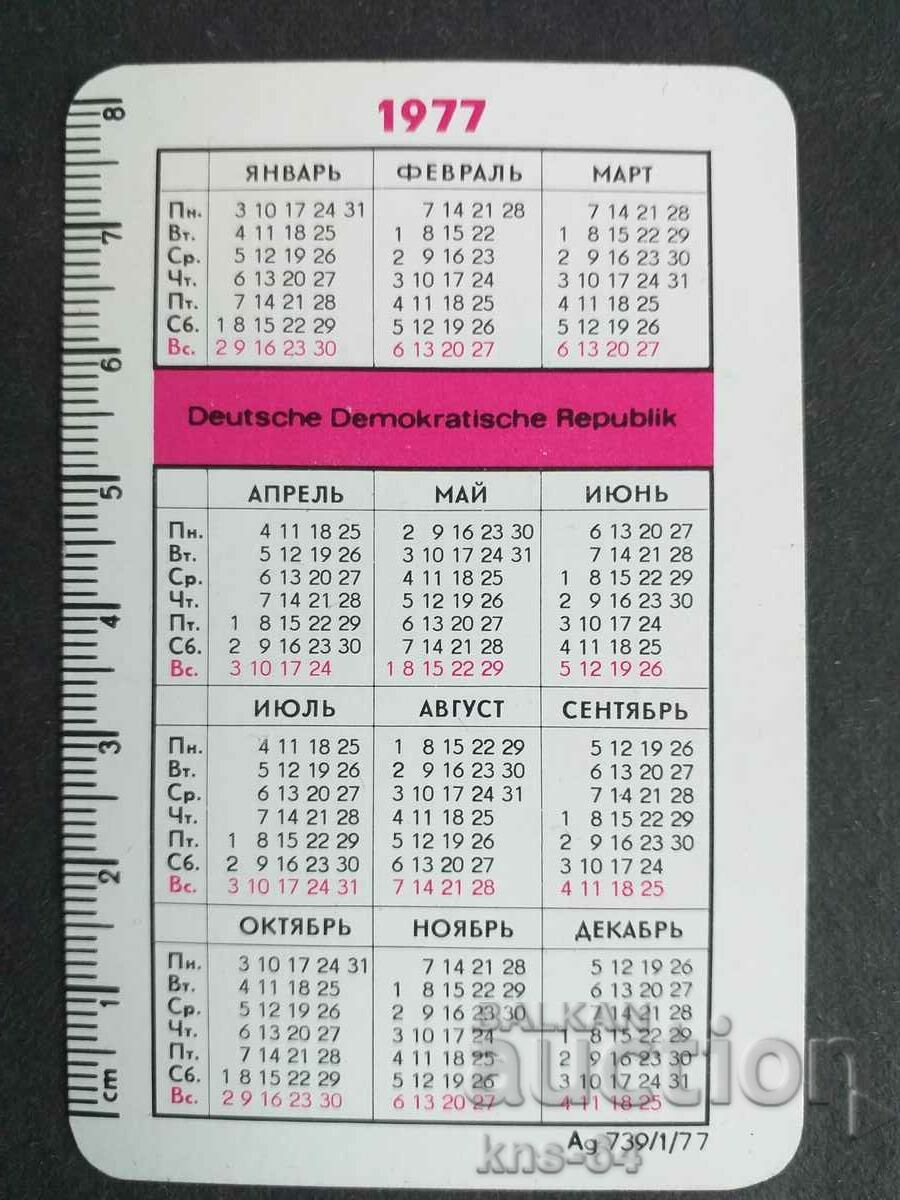 1977
ЯНВАРЬ ФЕВРАЛЬ МАРТ
Пн. 3 10 17 24 31 7 14 21 28 7 14 21 28
Вт. 4 11 18 25 1 8 15 22 1 8 15 22 29
Ср. 5 12 19 26 2 9 16 23 2 9 16 23 30
Чт. 6 13 20 27 3 10 17 24 3 10 17 24 31
Пт. 7 14 21 28 4 11 18 25 4 11 18 25
Сб. 1 8 15 22 29 5 12 19 26 5 12 19 26
Вс. 2 9 16 23 30 6 13 20 27 6 13 20 27
Deutsche Demokratische Republik
АПРЕЛЬ МАЙ ИЮНЬ
Пн. 4 11 18 25 2 9 16 23 30 6 13 20 27
Вт. 5 12 19 26 3 10 17 24 31 7 14 21 28
Ср. 6 13 20 27 4 11 18 25 1 8 15 22 29
Чт. 7 14 21 28 5 12 19 26 2 9 16 23 30
Пт. 1 8 15 22 29 6 13 20 27 3 10 17 24
Сб. 2 9 16 23 30 7 14 21 28 4 11 18 25
Вс. 3 10 17 24 1 8 15 22 29 5 12 19 26
ИЮЛЬ АВГУСТ СЕНТЯБРЬ
Пн. 4 11 18 25 1 8 15 22 29 5 12 19 26
Вт. 5 12 19 26 2 9 16 23 30 6 13 20 27
Ср. 6 13 20 27 3 10 17 24 31 7 14 21 28
Чт. 7 14 21 28 4 11 18 25 1 8 15 22 29
Пт. 1 8 15 22 29 5 12 19 26 2 9 16 23 30
Сб. 2 9 16 23 30 6 13 20 27 3 10 17 24
Вс. 3 10 17 24 31 7 14 21 28 4 11 18 25
ОКТЯБРЬ НОЯБРЬ ДЕКАБРЬ
Пн. 3 10 17 24 31 7 14 21 28 5 12 19 26
Вт. 4 11 18 25 1 8 15 22 29 6 13 20 27
Ср. 5 12 19 26 2 9 16 23 30 7 14 21 28
Чт. 6 13 20 27 3 10 17 24 1 8 15 22 29
Пт. 7 14 21 28 4 11 18 25 2 9 16 23 30
Сб. 1 8 15 22 29 5 12 19 26 3 10 17 24 31
Вс. 2 9 16 23 30 6 13 20 27 4 11 18 25
Ag 739/1/77
8
7
6
5
4
3
2
1
cm
BALKAN
auction
kns-64